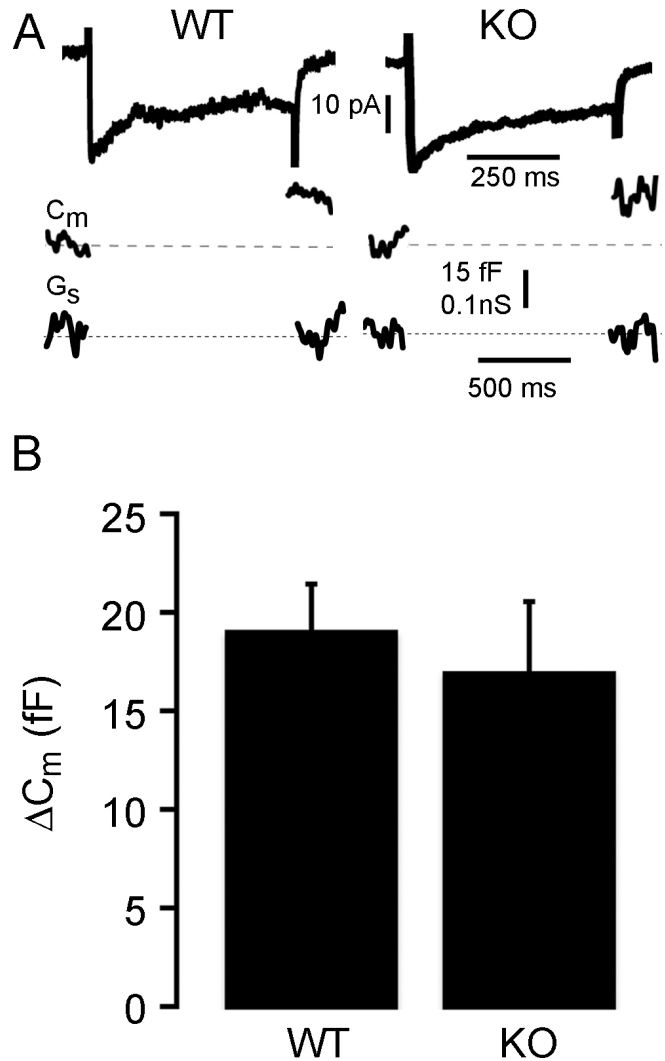 A
WT
KO
10 pA
250 ms
Cm
Gs
15 fF
0.1nS
500 ms
B
25
20
15
10
5
0
ΔCm (fF)
WT
KO